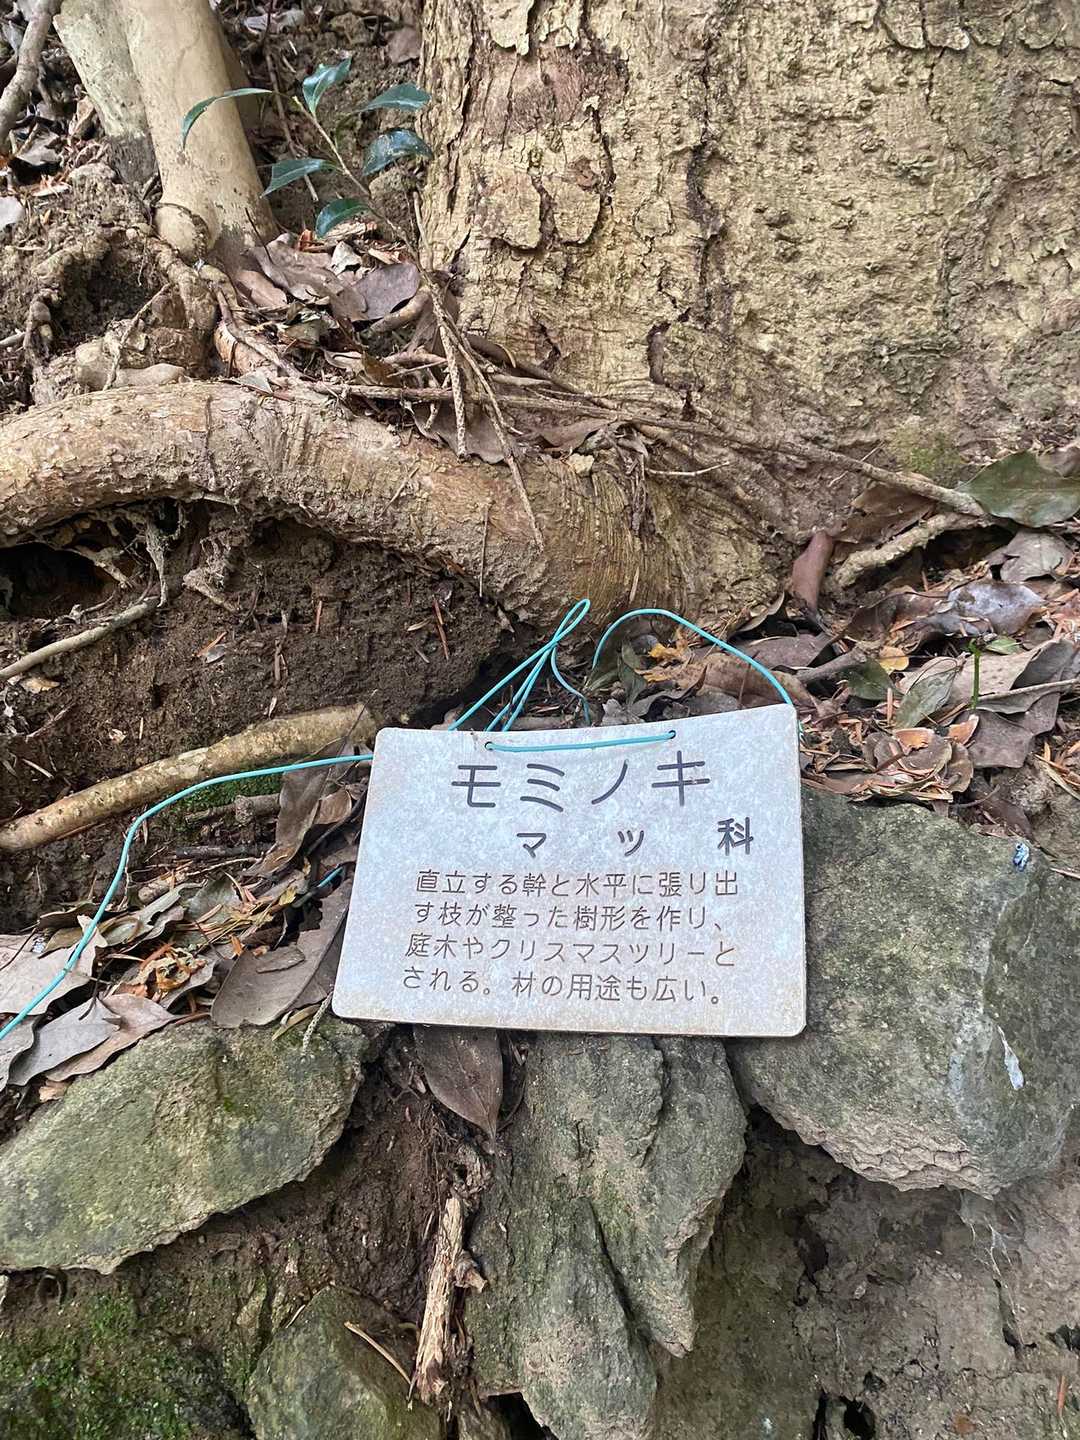 モミノキ
マツ科
直立する幹と水平に張り出
す枝が整った樹形を作り、
庭木やクリスマスツリーと
される。材の用途も広い。